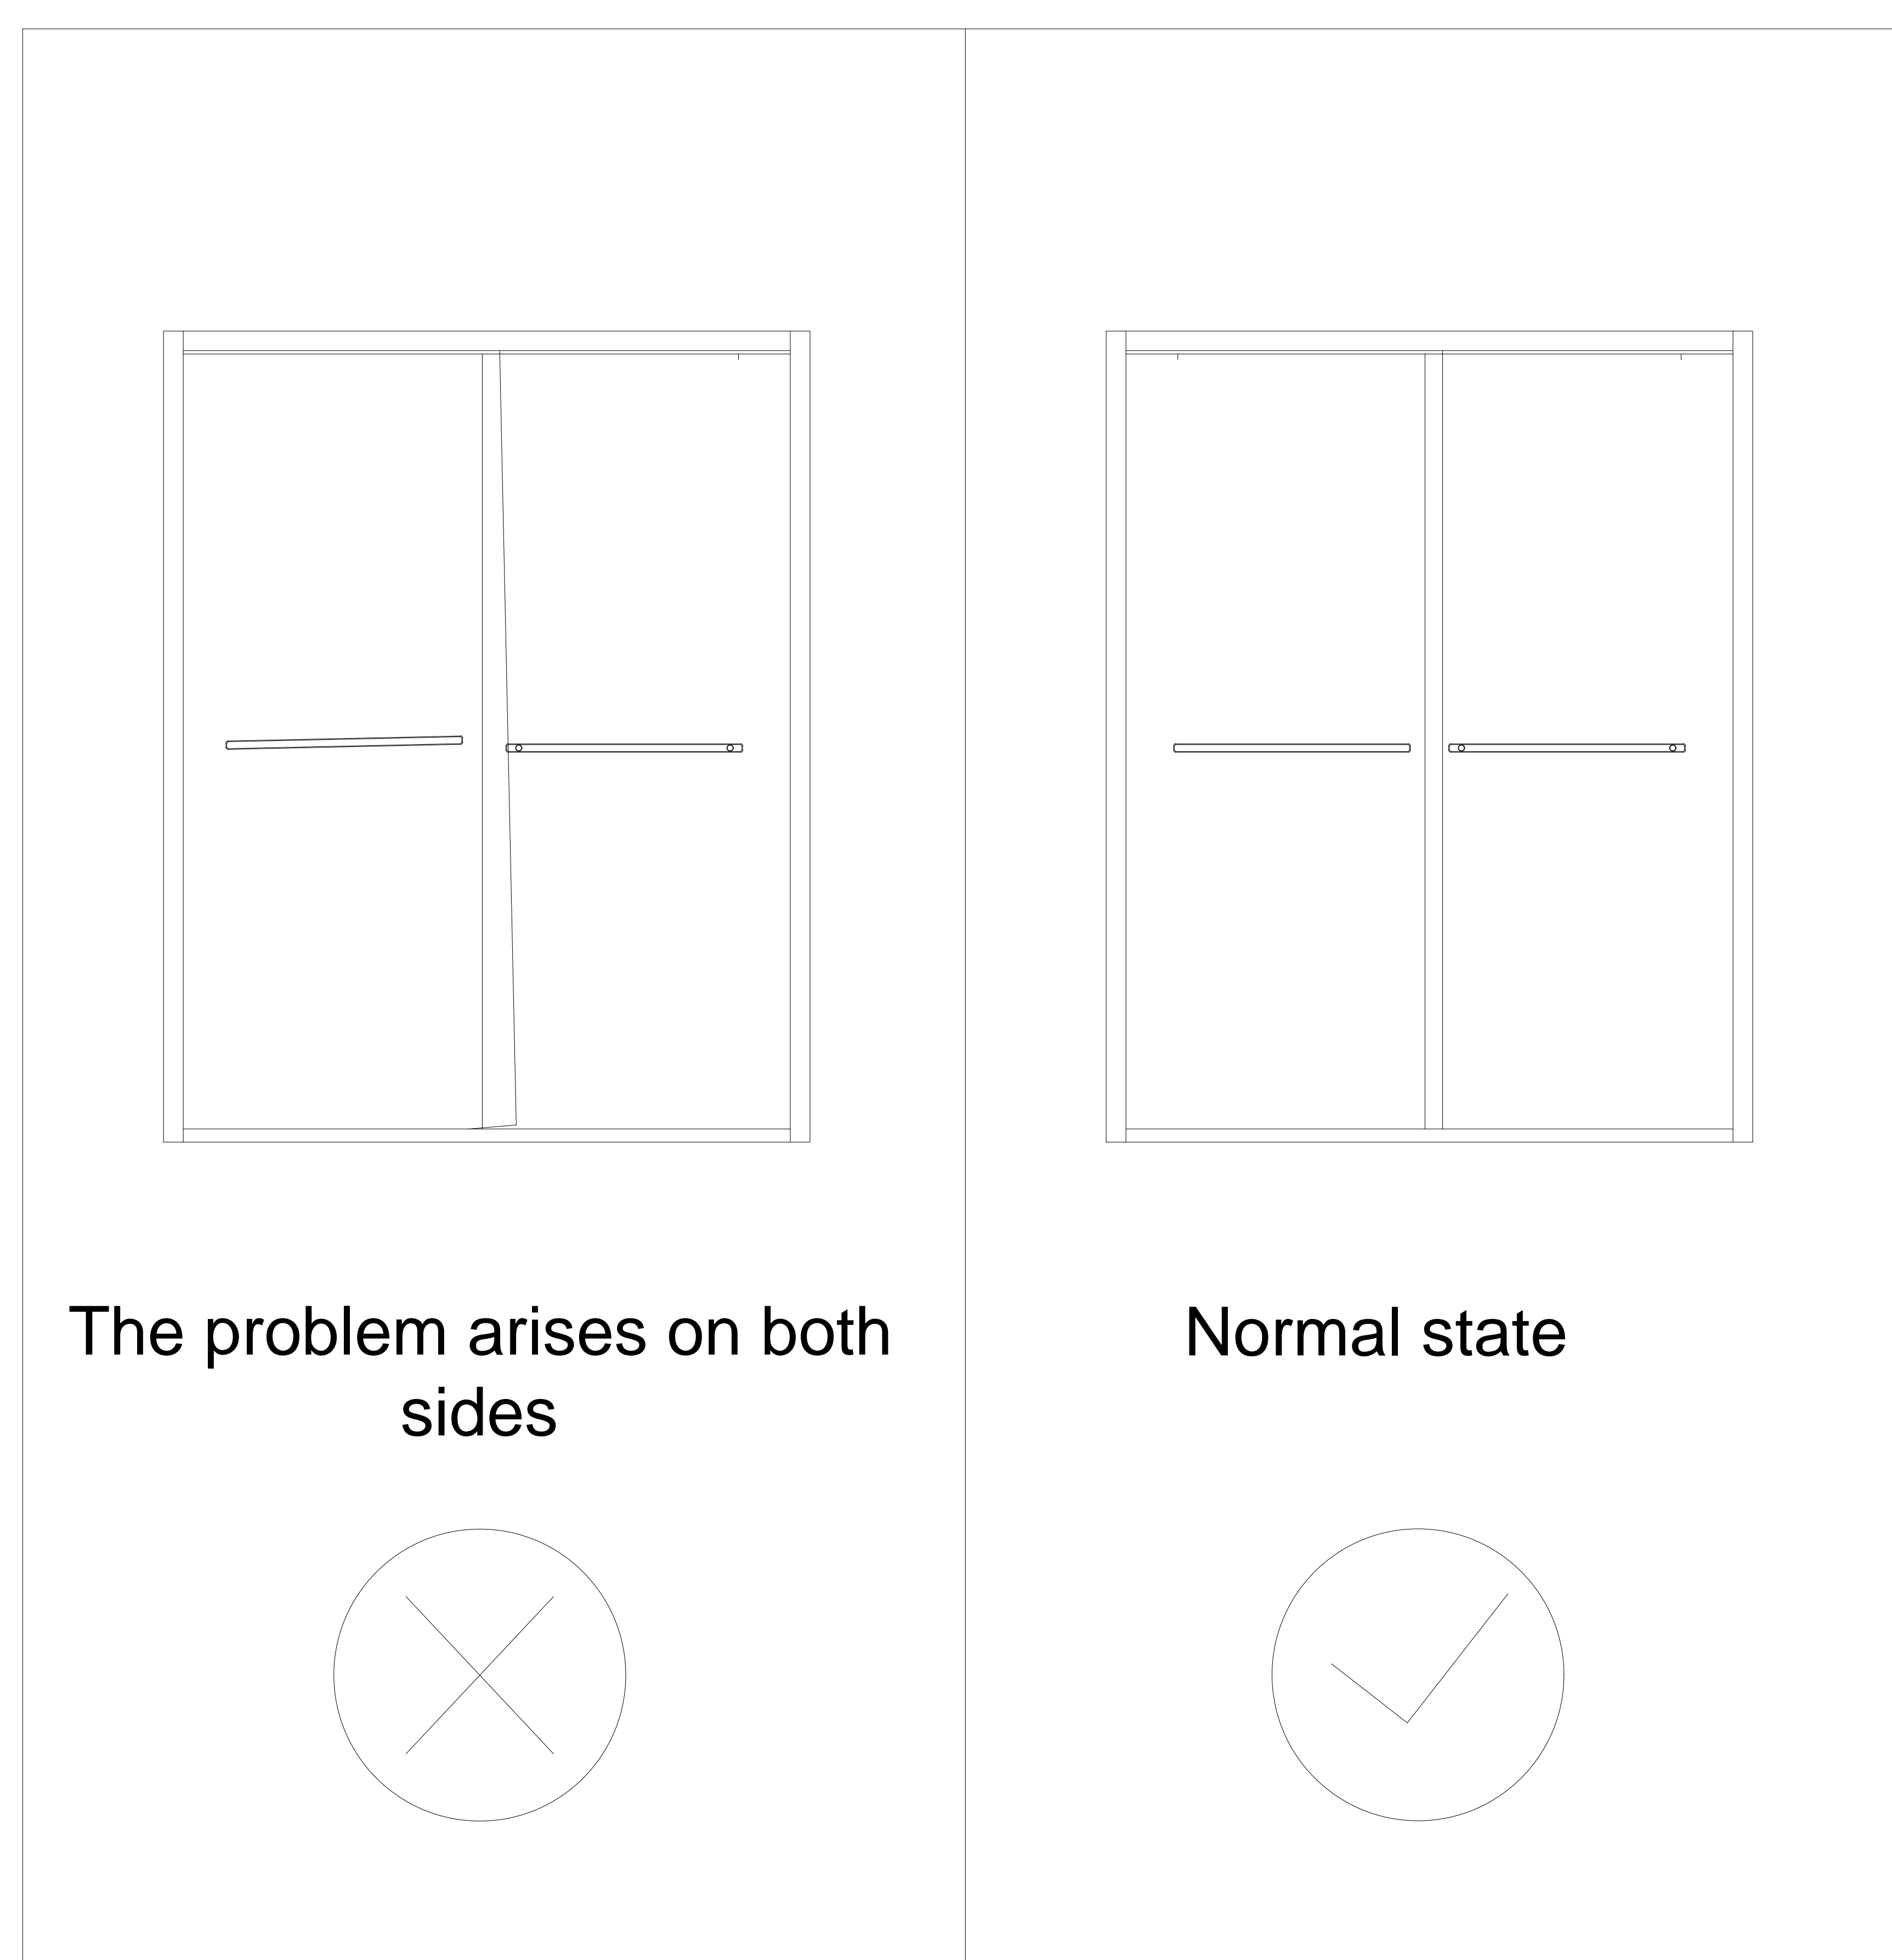 The problem arises on both
sides
Normal state